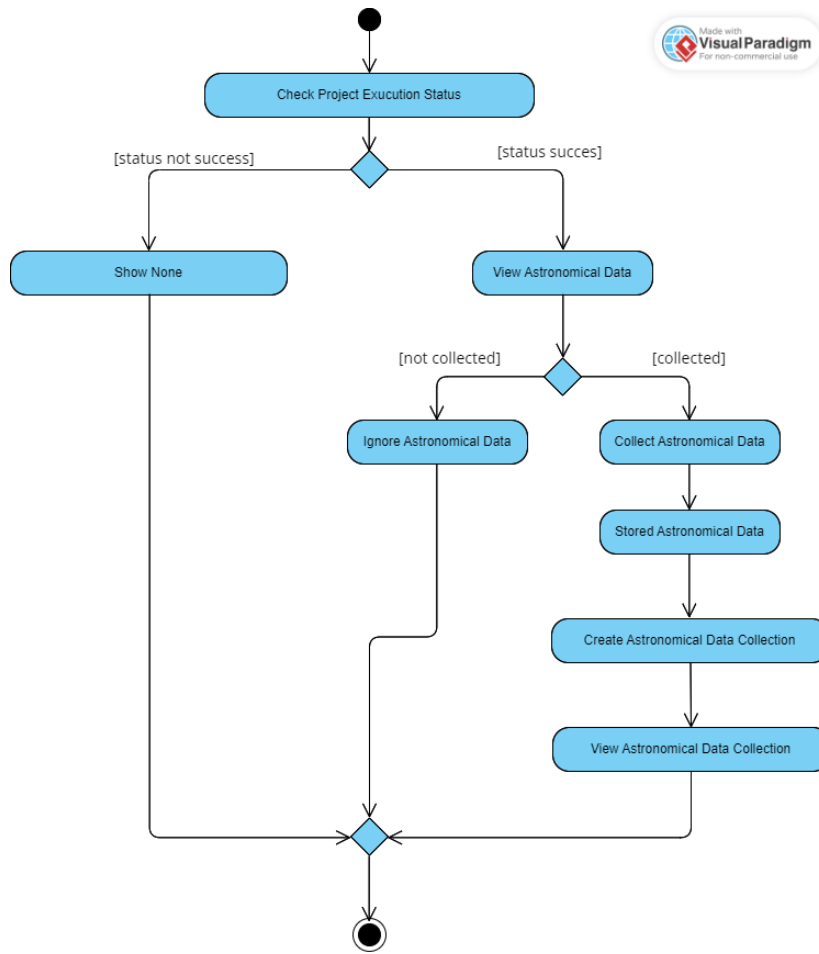 Made with
Visual Paradigm
For non-commercial use
Check Project Exucution Status
[status not success]
[status succes]
Show None
View Astronomical Data
[not collected]
[collected]
Ignore Astronomical Data
Collect Astronomical Data
Stored Astronomical Data
Create Astronomical Data Collection
View Astronomical Data Collection